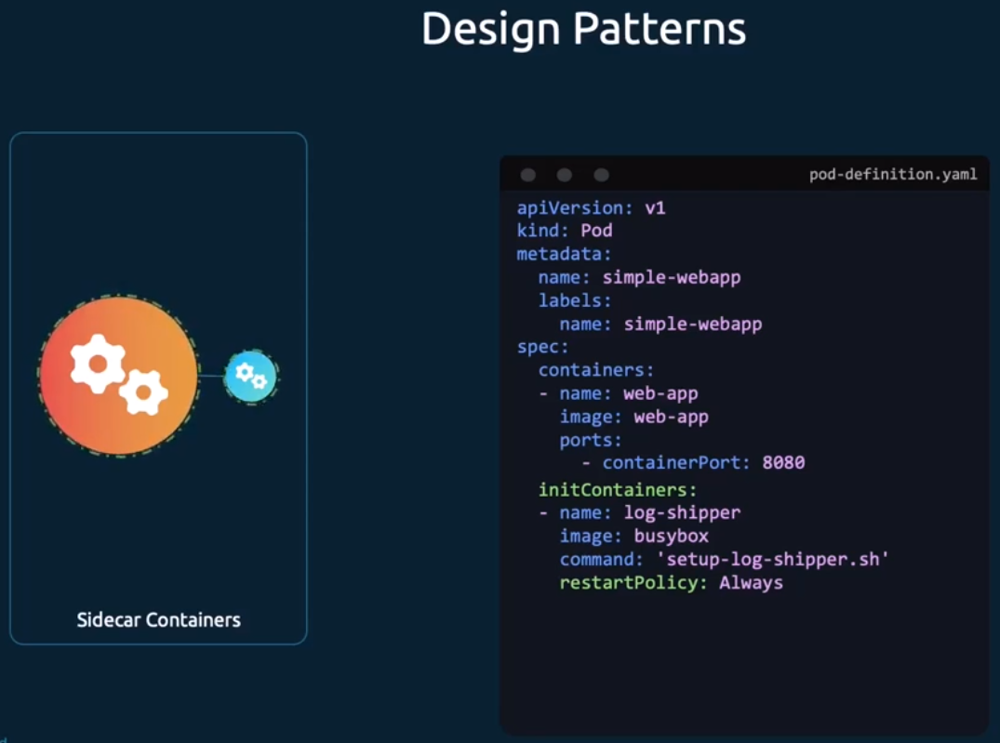 Design Patterns
Sidecar Containers
pod-definition.yaml
apiVersion: v1
kind: Pod
metadata:
  name: simple-webapp
  labels:
    name: simple-webapp
spec:
  containers:
  - name: web-app
    image: web-app
    ports:
      - containerPort: 8080
  initContainers:
  - name: log-shipper
    image: busybox
    command: 'setup-log-shipper.sh'
    restartPolicy: Always